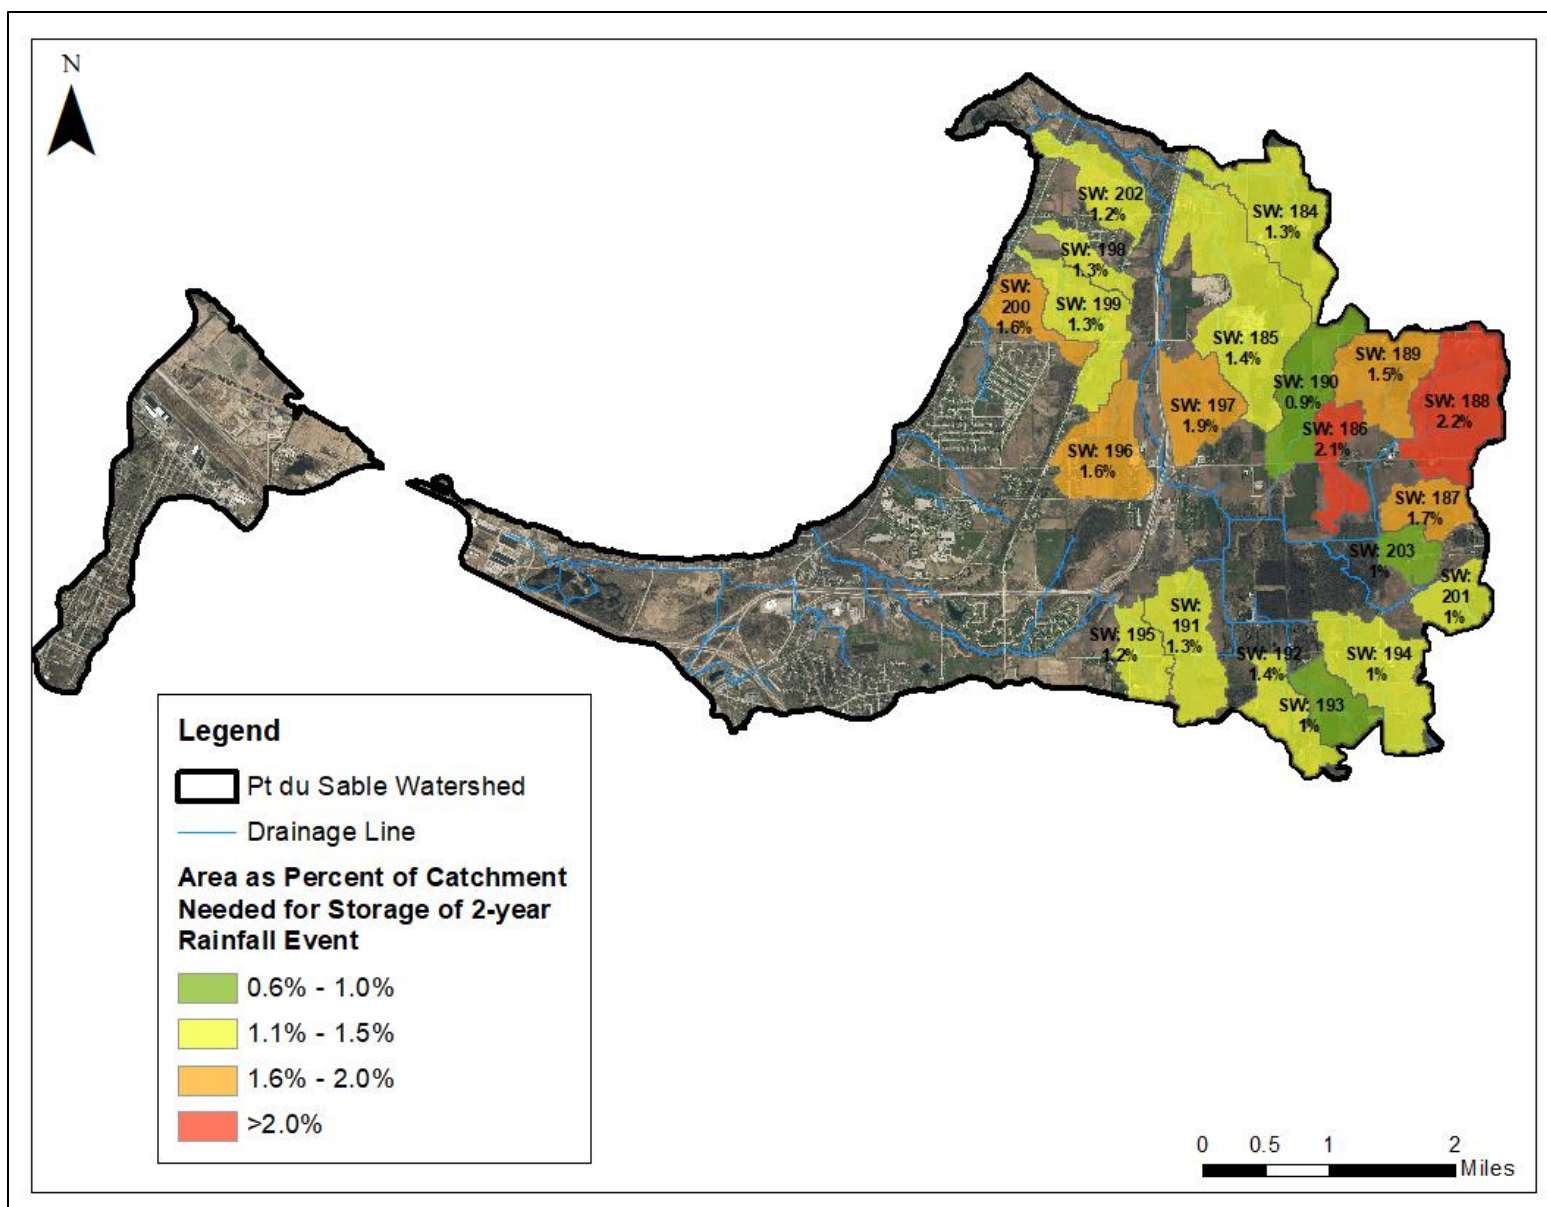 N
SW: 202
1.2%
SW: 184
1.3%
SW: 198
1.3%
SW:
200
1.6%
SW: 199
1.3%
SW: 185
1.4%
SW: 189
1.5%
SW: 190
0.9%
SW: 188
2.2%
SW: 197
1.9%
SW: 186
2.1%
SW: 196
1.6%
SW: 187
1.7%
SW: 203
1%
SW:
201
1%
SW:
191
1.3%
SW: 195
1.2%
SW: 192
1.4%
SW: 194
1%
SW: 193
1%
Legend
Pt du Sable Watershed
Drainage Line
Area as Percent of Catchment
Needed for Storage of 2-year
Rainfall Event
0.6% - 1.0%
1.1% - 1.5%
1.6% - 2.0%
>2.0%
0 0.5 1 2
Miles